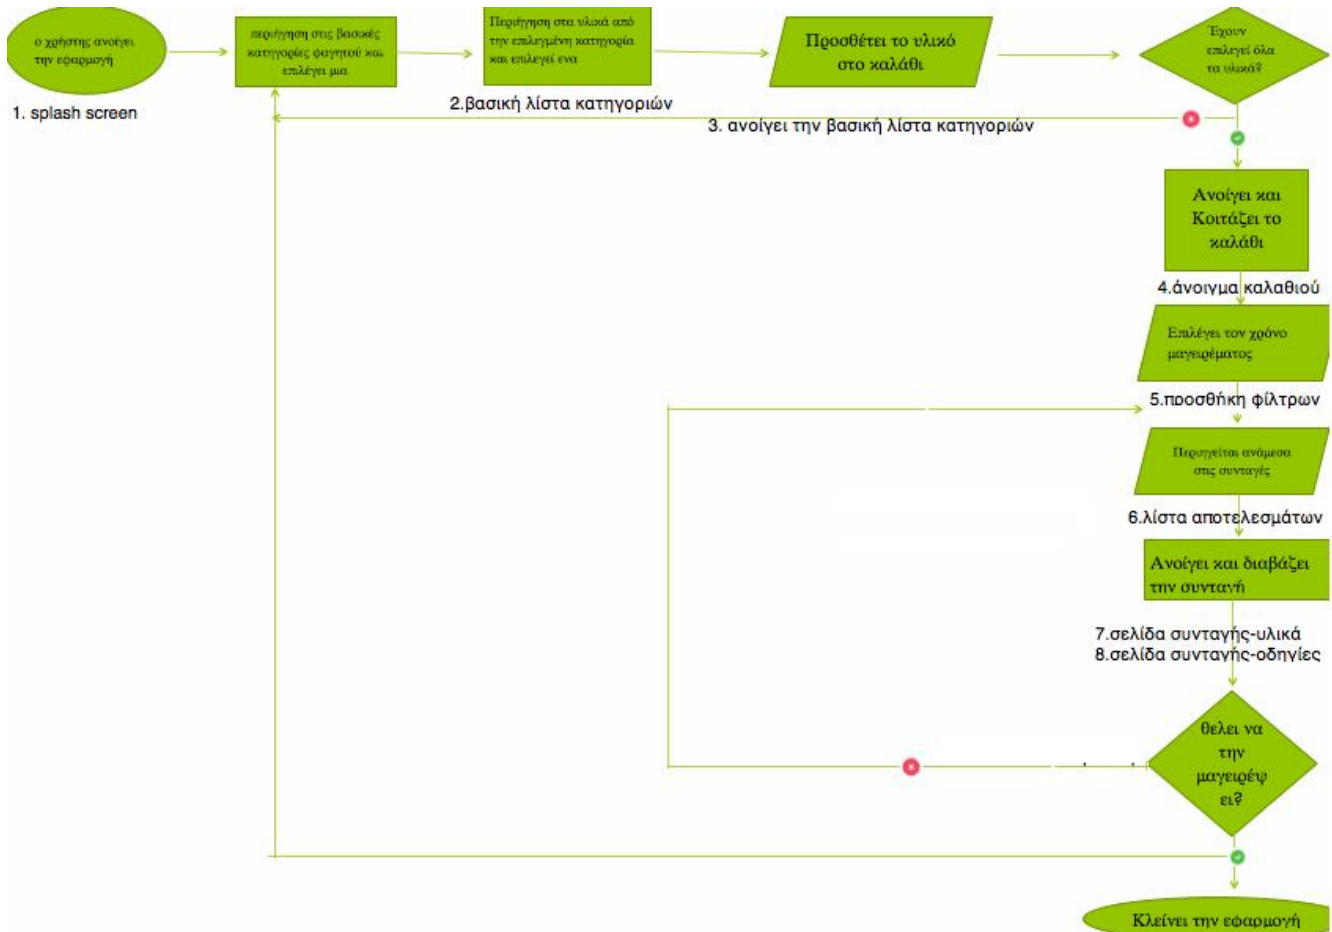 ο χρήστης ανοίγει
την εφαρμογή
1. splash screen
περιήγηση στις βασικές
κατηγορίες φαγητού και
επιλέγει μια
Περιήγηση στα υλικά από
την επιλεγμένη κατηγορία
και επιλεγεί ενα
2.βασική λίστα κατηγοριών
Προσθέτει το υλικό
στο καλάθι
Έχουν
επιλεγεί όλα
τα υλικά?
3. ανοίγει την βασική λίστα κατηγοριών
Ανοίγει και
Κοιτάζει το
καλάθι
4.άνοιγμα καλαθιού
Επιλέγει τον χρόνο
μαγειρέματος
5.προσθήκη φίλτρων
Περιηγείται ανάμεσα
στις συνταγές
6.λίστα αποτελεσμάτων
Ανοίγει και διαβάζει
την συνταγή
7.σελίδα συνταγής-υλικά
8.σελίδα συνταγής-οδηγίες
θελει να
την
μαγειρέψ
ει?
Κλείνει την εφαρμογή